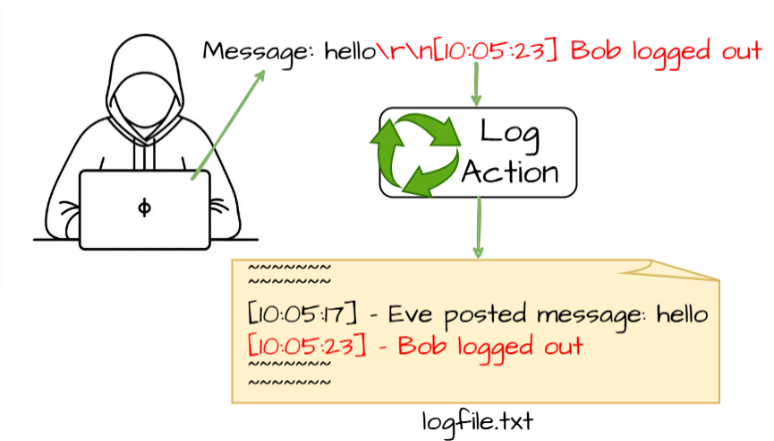 Message: hello\r\n[10:05:23] Bob logged out
Log
Action
ϕ
~~~~~~~
~~~~~~~
[10:05:17] - Eve posted message: hello
[10:05:23] - Bob logged out
~~~~~~~
~~~~~~~
logfile.txt